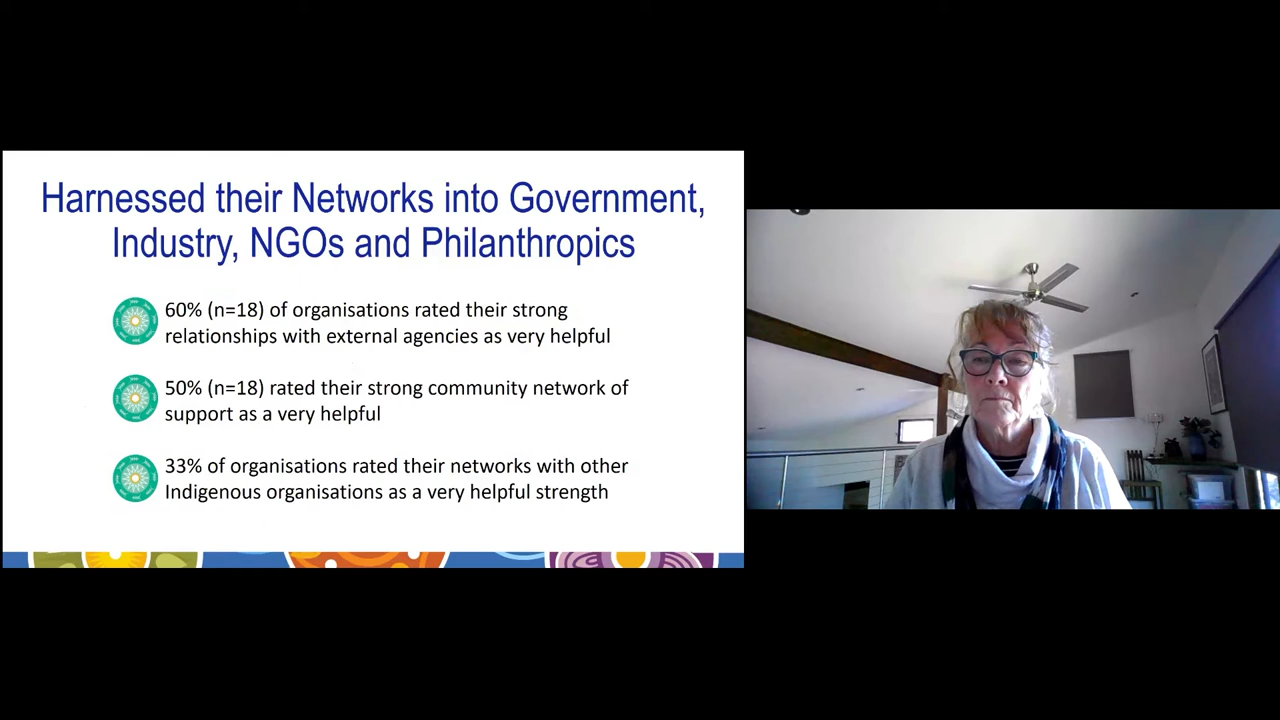 Harnessed their Networks into Government,
Industry, NGOs and Philanthropics
60% (n=18) of organisations rated their strong
relationships with external agencies as very helpful
50% (n=18) rated their strong community network of
support as a very helpful
33% of organisations rated their networks with other
Indigenous organisations as a very helpful strength